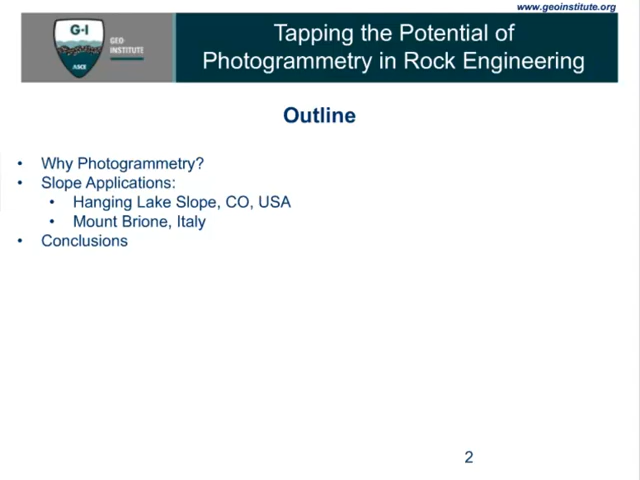 www.geoinstitute.org
G-I
GEO
INSTITUTE
ASCE
Tapping the Potential of
Photogrammetry in Rock Engineering
Outline
• Why Photogrammetry?
• Slope Applications:
• Hanging Lake Slope, CO, USA
• Mount Brione, Italy
• Conclusions
2